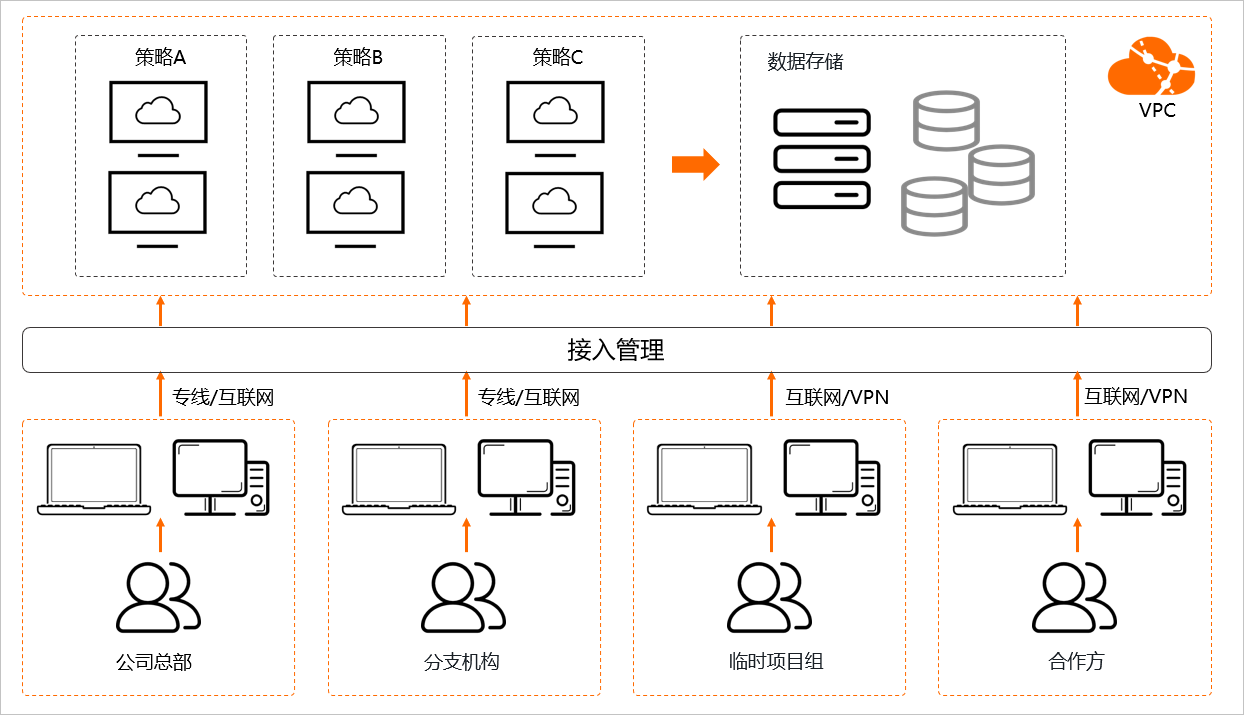 策略A
策略B
策略C
数据存储
VPC
接入管理
专线/互联网
专线/互联网
互联网/VPN
互联网/VPN
公司总部
分支机构
临时项目组
合作方